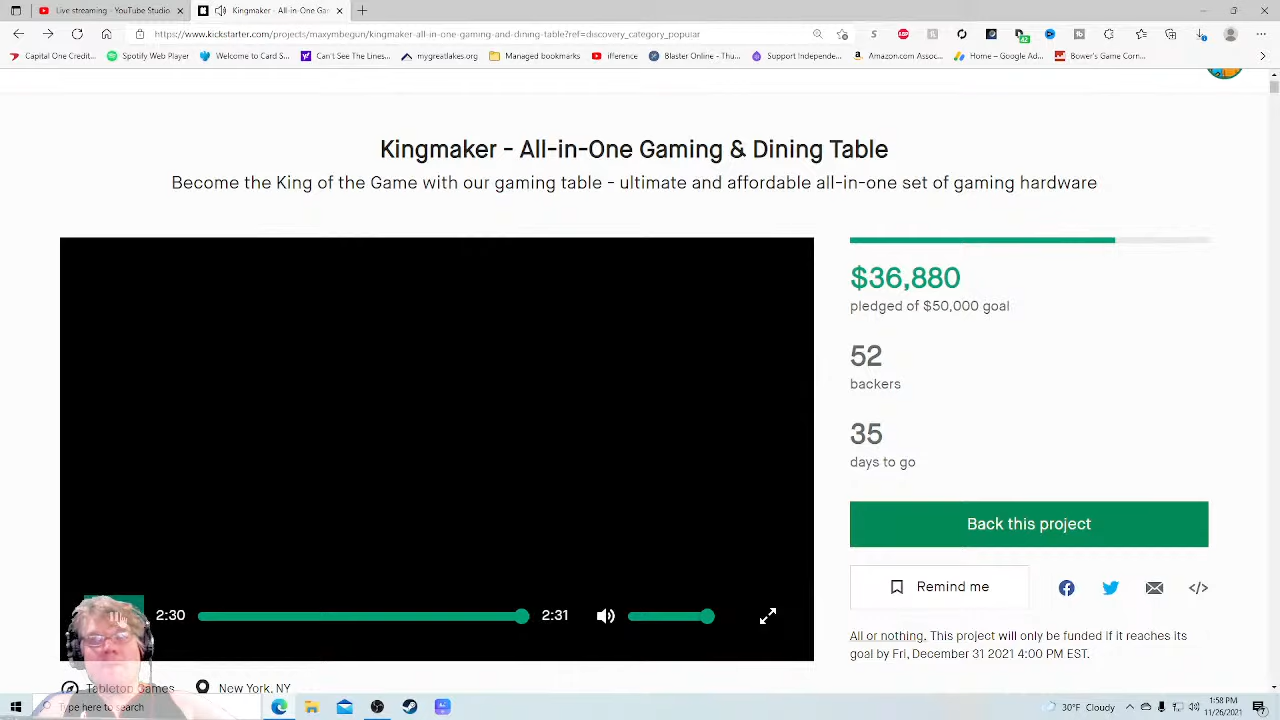 Live streaming - YouTube Studio
Kingmaker - All-in-One Gar
https://www.kickstarter.com/projects/maxymbegun/kingmaker-all-in-one-gaming-and-dining-table?ref=discovery_category_popular
Capital One Credit...
Spotify Web Player
Welcome to Card S...
Can't See The Lines...
mygreatlakes.org
Managed bookmarks
ifference
Blaster Online - Thu...
Support Independe...
Amazon.com Assoc...
Home – Google Ad...
Bower's Game Corn...
Kingmaker - All-in-One Gaming & Dining Table
Become the King of the Game with our gaming table - ultimate and affordable all-in-one set of gaming hardware
$36,880
pledged of $50,000 goal
52
backers
35
days to go
Back this project
2:30
2:31
Remind me
All or nothing. This project will only be funded if it reaches its
goal by Fri, December 31 2021 4:00 PM EST.
Tabletop Games
New York, NY
Type here to search
30°F Cloudy
1:58 PM
11/26/2021